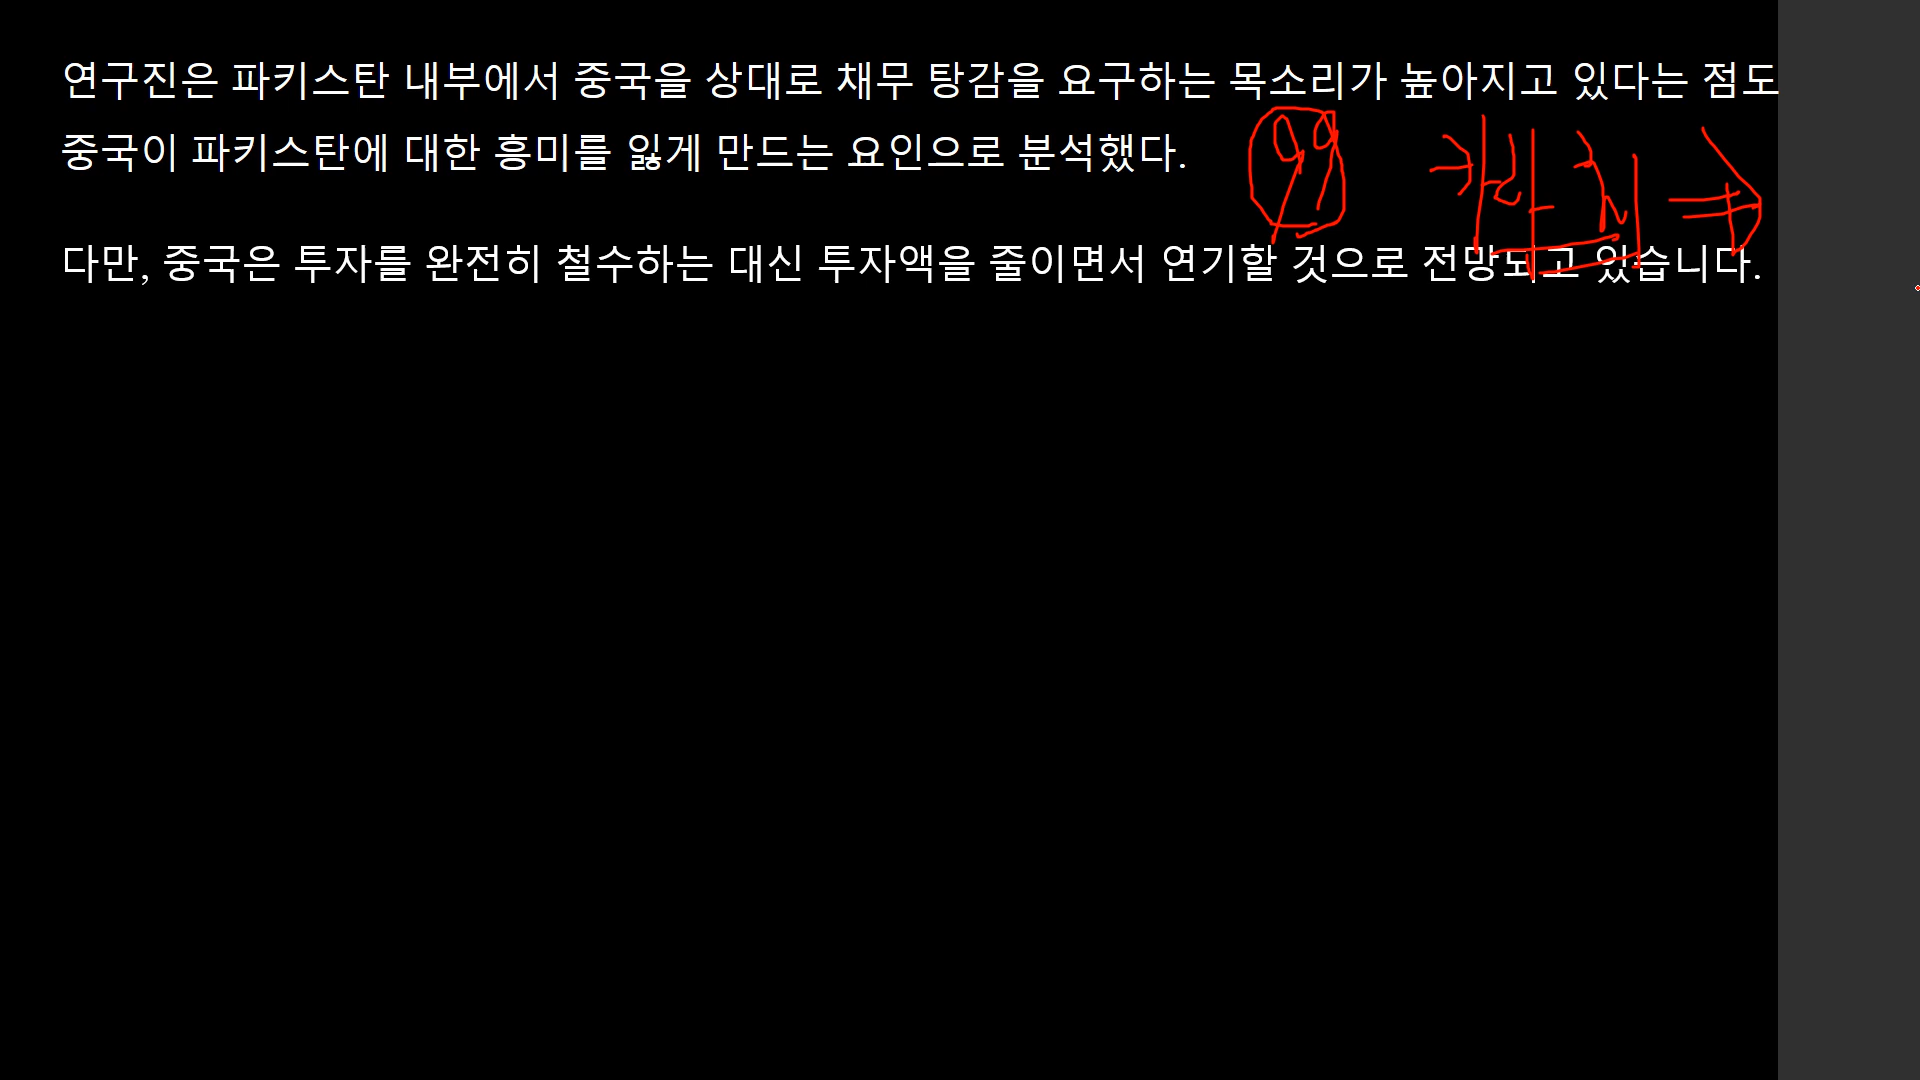 연구진은 파키스탄 내부에서 중국을 상대로 채무 탕감을 요구하는 목소리가 높아지고 있다는 점도
중국이 파키스탄에 대한 흥미를 잃게 만드는 요인으로 분석했다.
99
다만, 중국은 투자를 완전히 철수하는 대신 투자액을 줄이면서 연기할 것으로 전망되고 있습니다.